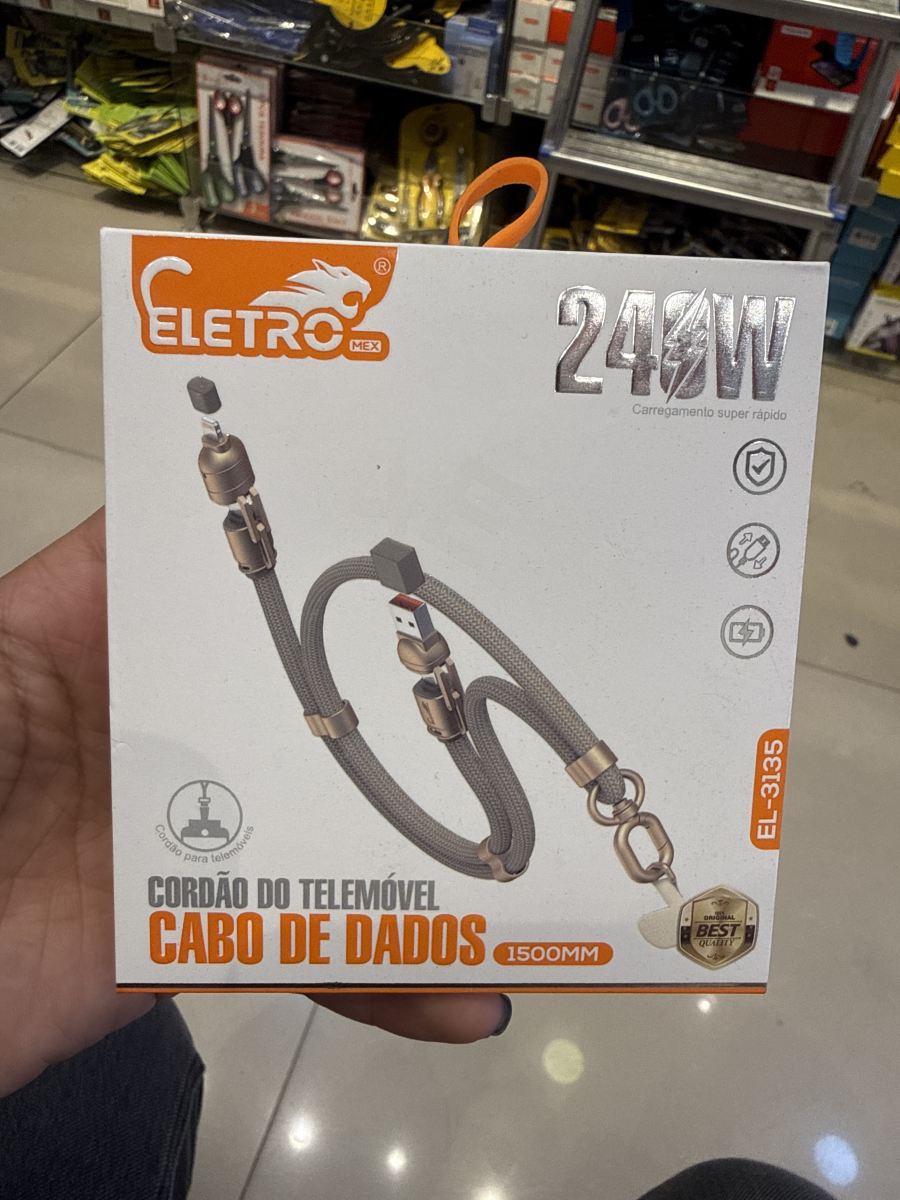 ELETRO
MEX
®
240W
Carregamento super rápido
EL-3135
Cordão para telemóveis
CORDÃO DO TELEMÓVEL
CABO DE DADOS
1500MM
ORIGINAL
BEST
QUALITY